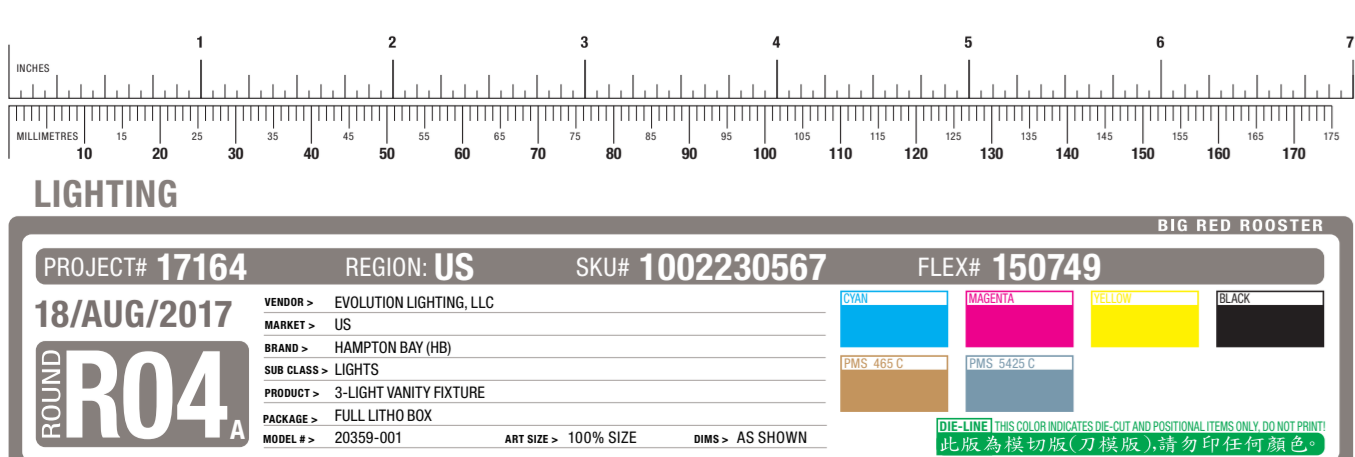 1 2 3 4 5 6 7
INCHES
MILLIMETRES 15 25 35 45 55 65 75 85 95 105 115 125 135 145 155 165 175
10 20 30 40 50 60 70 80 90 100 110 120 130 140 150 160 170
LIGHTING
BIG RED ROOSTER
PROJECT# 17164 REGION: US SKU# 1002230567 FLEX# 150749
18/AUG/2017
ROUND R04A
VENDOR > EVOLUTION LIGHTING, LLC
MARKET > US
BRAND > HAMPTON BAY (HB)
SUB CLASS > LIGHTS
PRODUCT > 3-LIGHT VANITY FIXTURE
PACKAGE > FULL LITHO BOX
MODEL # > 20359-001 ART SIZE > 100% SIZE DIMS > AS SHOWN
CYAN MAGENTA YELLOW BLACK
PMS 465 C PMS 5425 C
DIE-LINE THIS COLOR INDICATES DIE-CUT AND POSITIONAL ITEMS ONLY, DO NOT PRINT!
此版為模切版(刀模版),請勿印任何顏色。